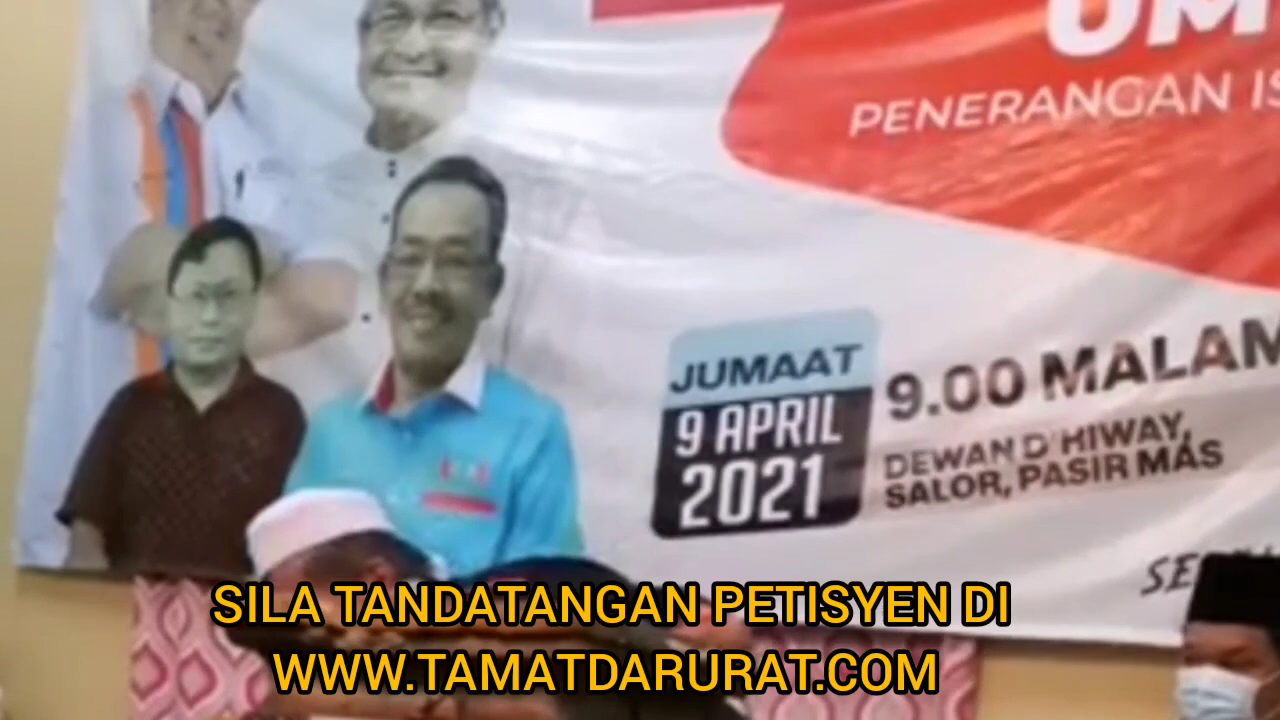 UM
PENERANGAN IS
JUMAAT
9 APRIL
2021
9.00 MALAM
DEWAN D'HIWAY,
SALOR, PASIR MAS
SILA TANDATANGAN PETISYEN DI
WWW.TAMATDARURAT.COM